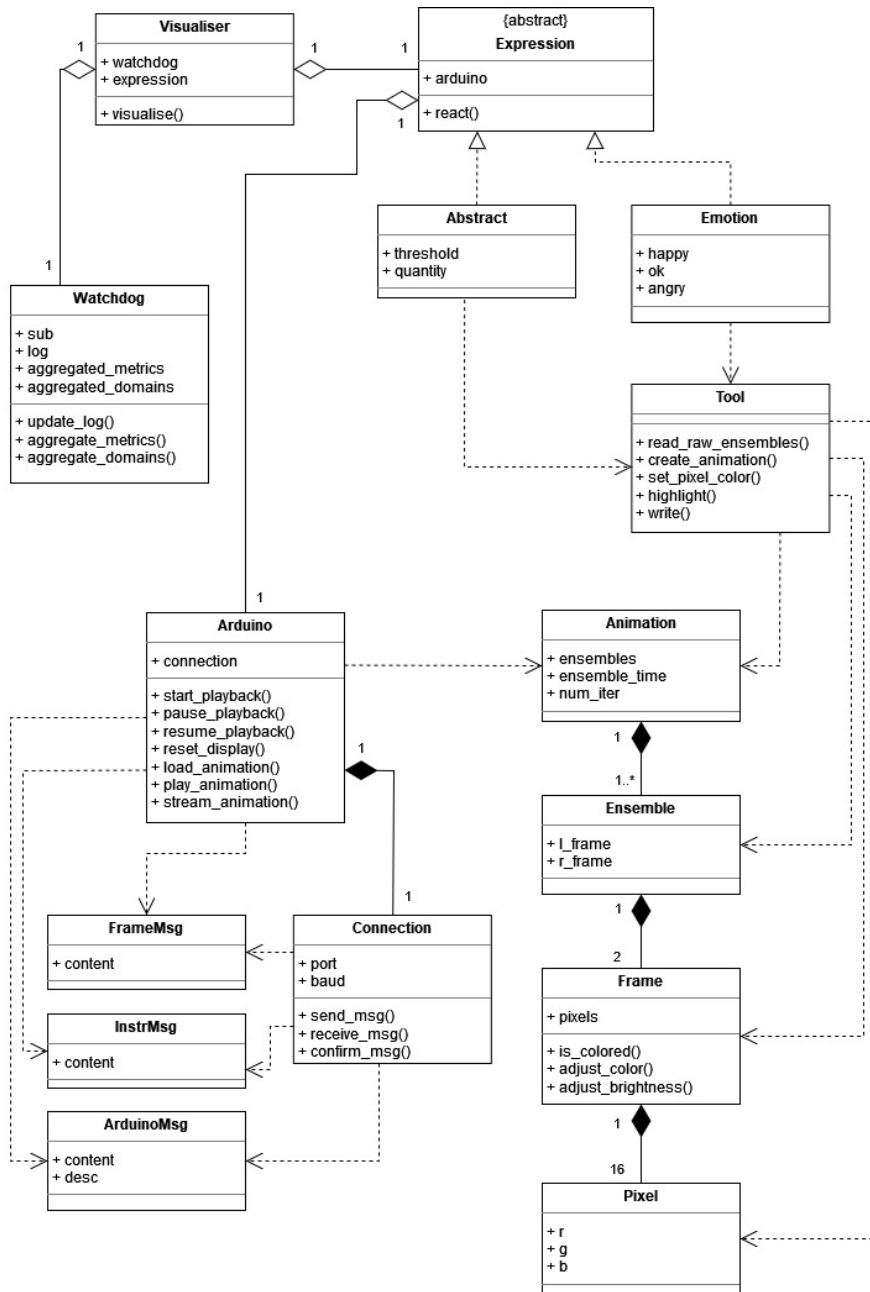 Visualiser
+ watchdog
+ expression
+ visualise()
1
1
1
{abstract}
Expression
+ arduino
+ react()
1
Abstract
+ threshold
+ quantity
Emotion
+ happy
+ ok
+ angry
1
Watchdog
+ sub
+ log
+ aggregated_metrics
+ aggregated_domains
+ update_log()
+ aggregate_metrics()
+ aggregate_domains()
Tool
+ read_raw_ensembles()
+ create_animation()
+ set_pixel_color()
+ highlight()
+ write()
1
Arduino
+ connection
+ start_playback()
+ pause_playback()
+ resume_playback()
+ reset_display()
+ load_animation()
+ play_animation()
+ stream_animation()
Animation
+ ensembles
+ ensemble_time
+ num_iter
1
1
1..*
Ensemble
+ l_frame
+ r_frame
1
1
2
FrameMsg
+ content
Connection
+ port
+ baud
+ send_msg()
+ receive_msg()
+ confirm_msg()
Frame
+ pixels
+ is_colored()
+ adjust_color()
+ adjust_brightness()
InstrMsg
+ content
ArduinoMsg
+ content
+ desc
1
16
Pixel
+ r
+ g
+ b